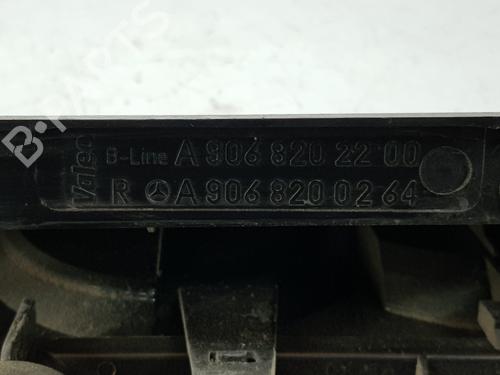 Valeo
B-Line A 906 820 22 00
R A 906 820 02 64
B-PARTS